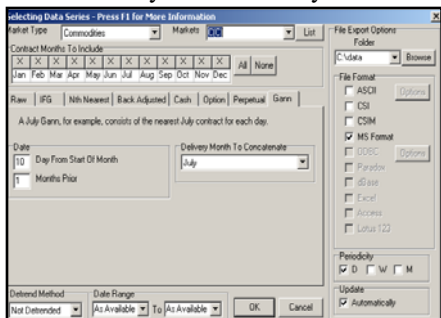 Selecting Data Series - Press F1 for More Information
Market Type Commodities Markets List
Contract Months To Include
X X X X X X X X X X X X
Jan Feb Mar Apr May Jun Jul Aug Sep Oct Nov Dec All None
Raw IFG Nth Nearest Back Adjusted Cash Option Perpetual Gann
A July Gann, for example, consists of the nearest July contract for each day.
Date
10 Day From Start Of Month
1 Months Prior
Delivery Month To Concatenate
July
Detrend Method
Not Detrended
Date Range
As Available To As Available
OK Cancel
File Export Options
Folder
C:\data Browse
File Format
ASCII Options
CSI
CSIM
MS Format
ODBC Options
Paradox
dBase
Excel
Access
Lotus 123
Periodicity
D W M
Update
Automatically